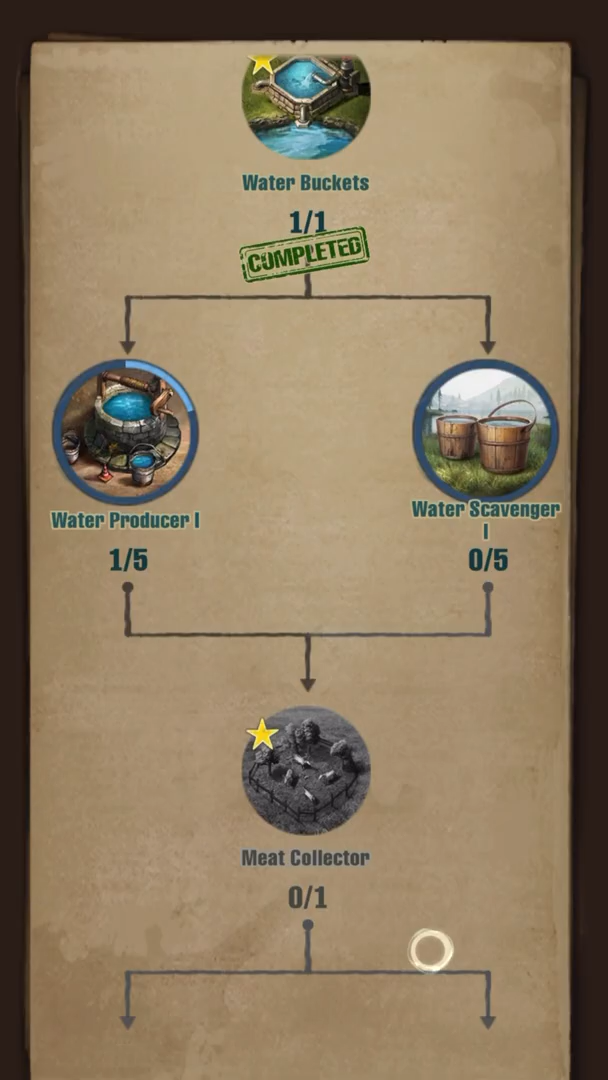 Water Buckets
1/1
COMPLETED
Water Producer I
1/5
Water Scavenger
I
0/5
Meat Collector
0/1